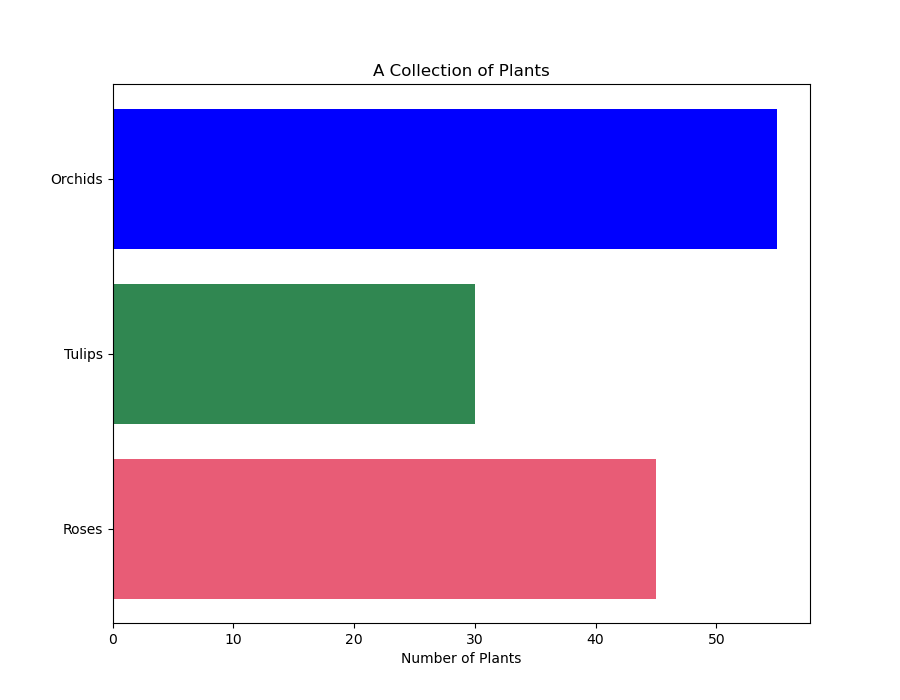 A Collection of Plants
Orchids
Tulips
Roses
0 10 20 30 40 50
Number of Plants